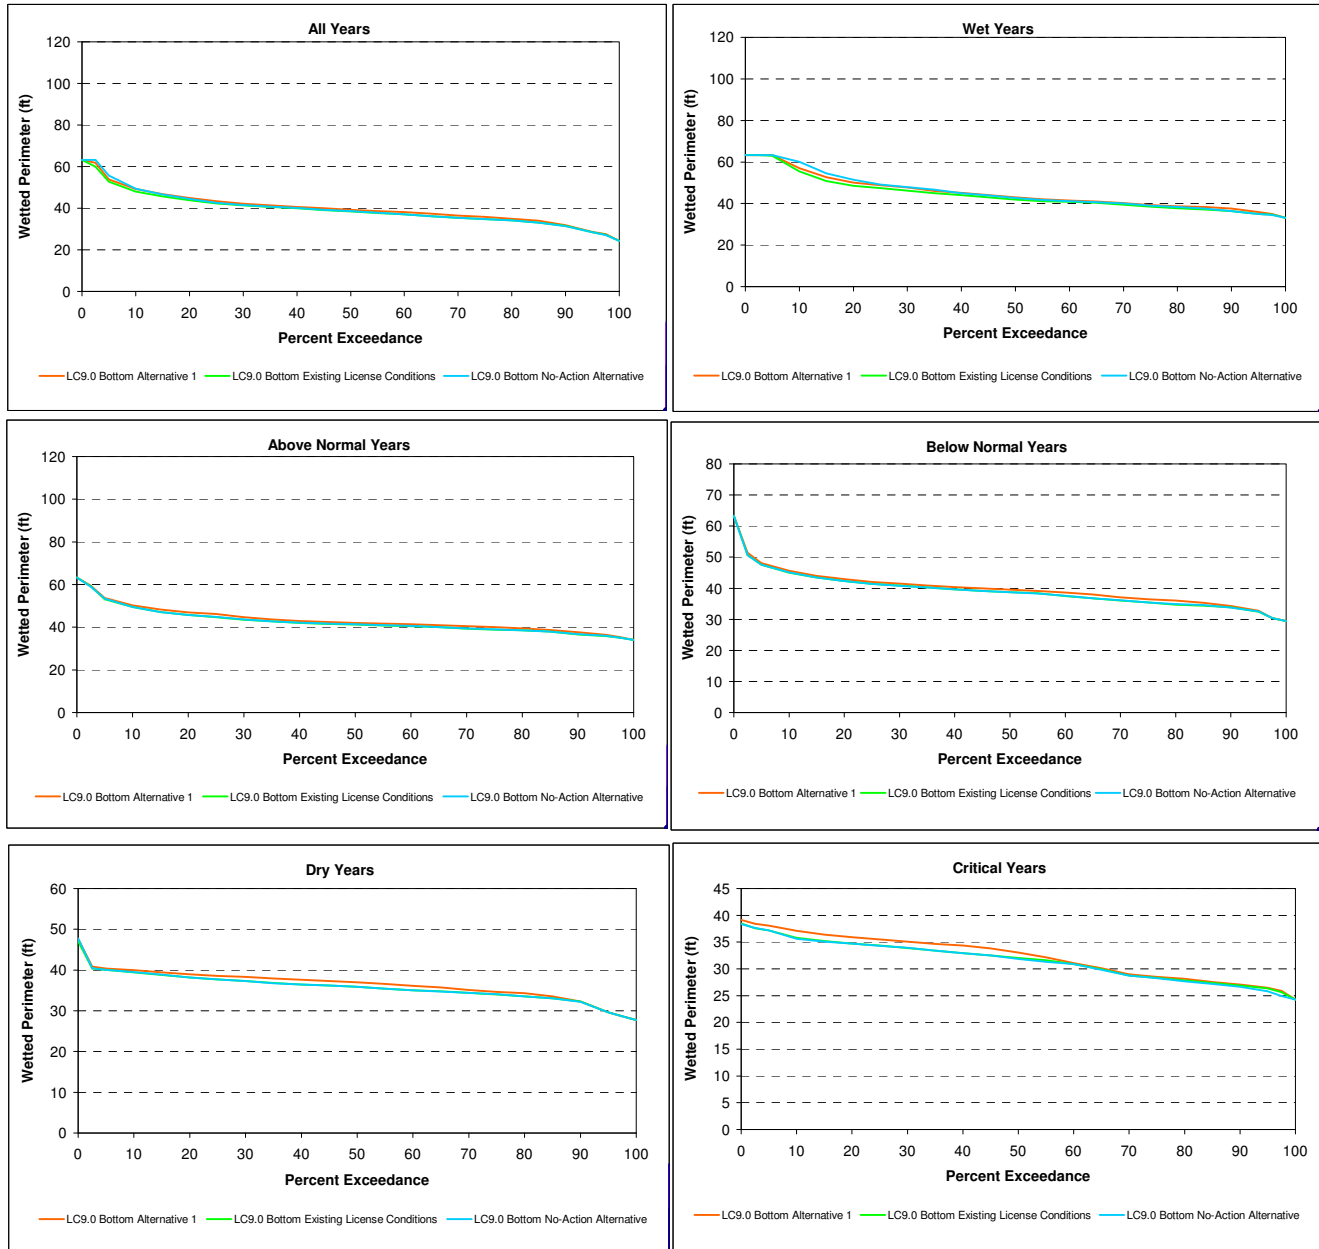 All Years
Wetted Perimeter (ft)
120
100
80
60
40
20
0
0 10 20 30 40 50 60 70 80 90 100
Percent Exceedance
LC9.0 Bottom Alternative 1 LC9.0 Bottom Existing License Conditions LC9.0 Bottom No-Action Alternative
Wet Years
Wetted Perimeter (ft)
120
100
80
60
40
20
0
0 10 20 30 40 50 60 70 80 90 100
Percent Exceedance
LC9.0 Bottom Alternative 1 LC9.0 Bottom Existing License Conditions LC9.0 Bottom No-Action Alternative
Above Normal Years
Wetted Perimeter (ft)
120
100
80
60
40
20
0
0 10 20 30 40 50 60 70 80 90 100
Percent Exceedance
LC9.0 Bottom Alternative 1 LC9.0 Bottom Existing License Conditions LC9.0 Bottom No-Action Alternative
Below Normal Years
Wetted Perimeter (ft)
80
70
60
50
40
30
20
10
0
0 10 20 30 40 50 60 70 80 90 100
Percent Exceedance
LC9.0 Bottom Alternative 1 LC9.0 Bottom Existing License Conditions LC9.0 Bottom No-Action Alternative
Dry Years
Wetted Perimeter (ft)
60
50
40
30
20
10
0
0 10 20 30 40 50 60 70 80 90 100
Percent Exceedance
LC9.0 Bottom Alternative 1 LC9.0 Bottom Existing License Conditions LC9.0 Bottom No-Action Alternative
Critical Years
Wetted Perimeter (ft)
45
40
35
30
25
20
15
10
5
0
0 10 20 30 40 50 60 70 80 90 100
Percent Exceedance
LC9.0 Bottom Alternative 1 LC9.0 Bottom Existing License Conditions LC9.0 Bottom No-Action Alternative